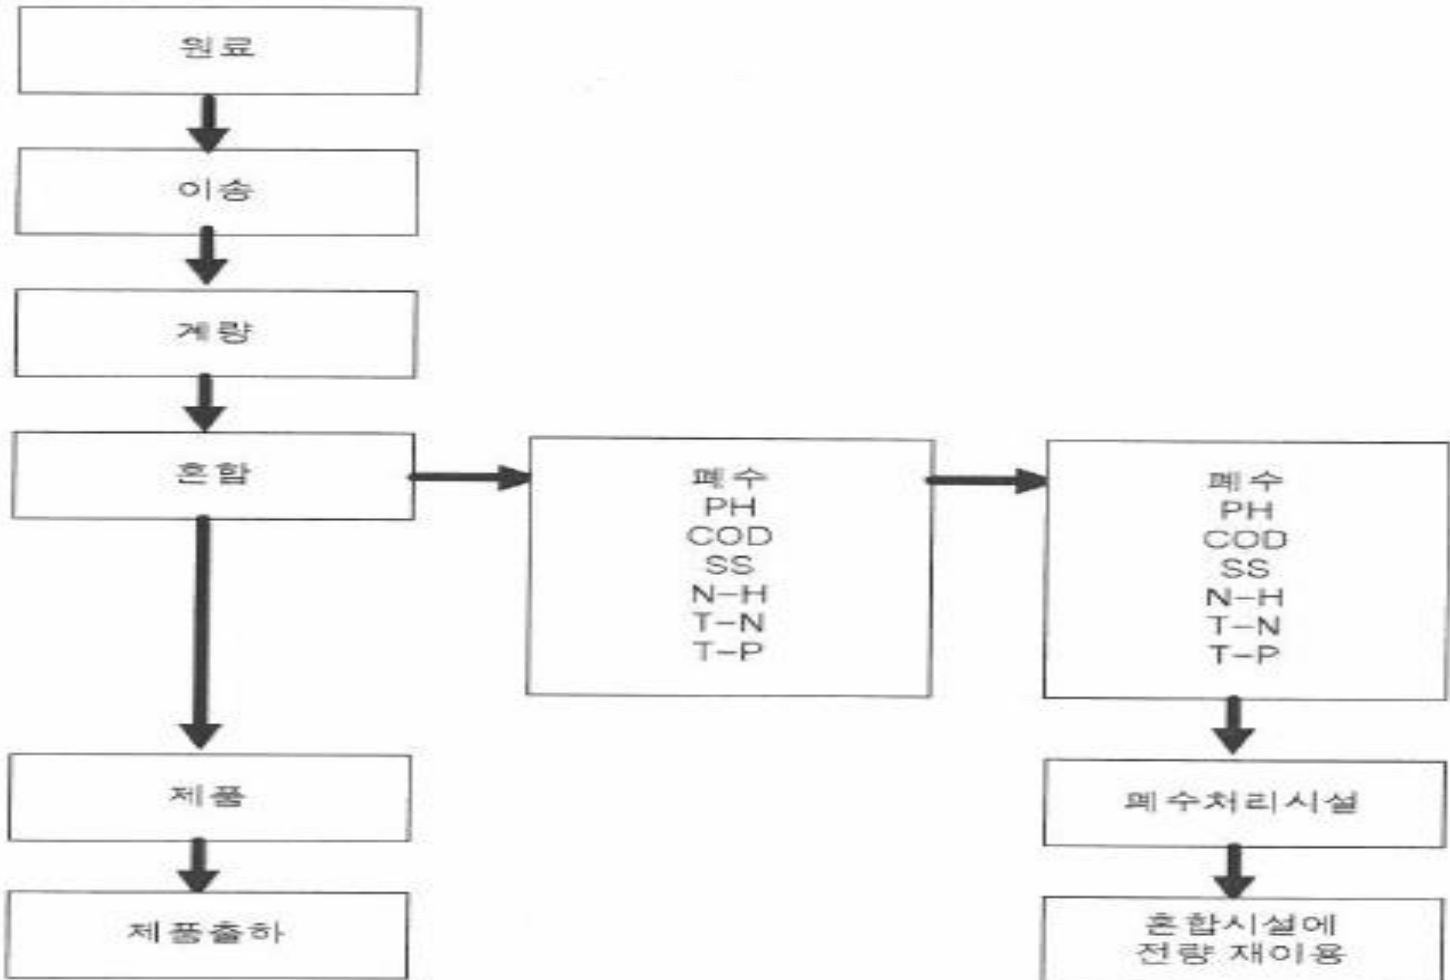 원료
이송
계량
혼합
폐수
PH
COD
SS
N-H
T-N
T-P
폐수
PH
COD
SS
N-H
T-N
T-P
제품
폐수처리시설
제품출하
혼합시설에
전량 재이용